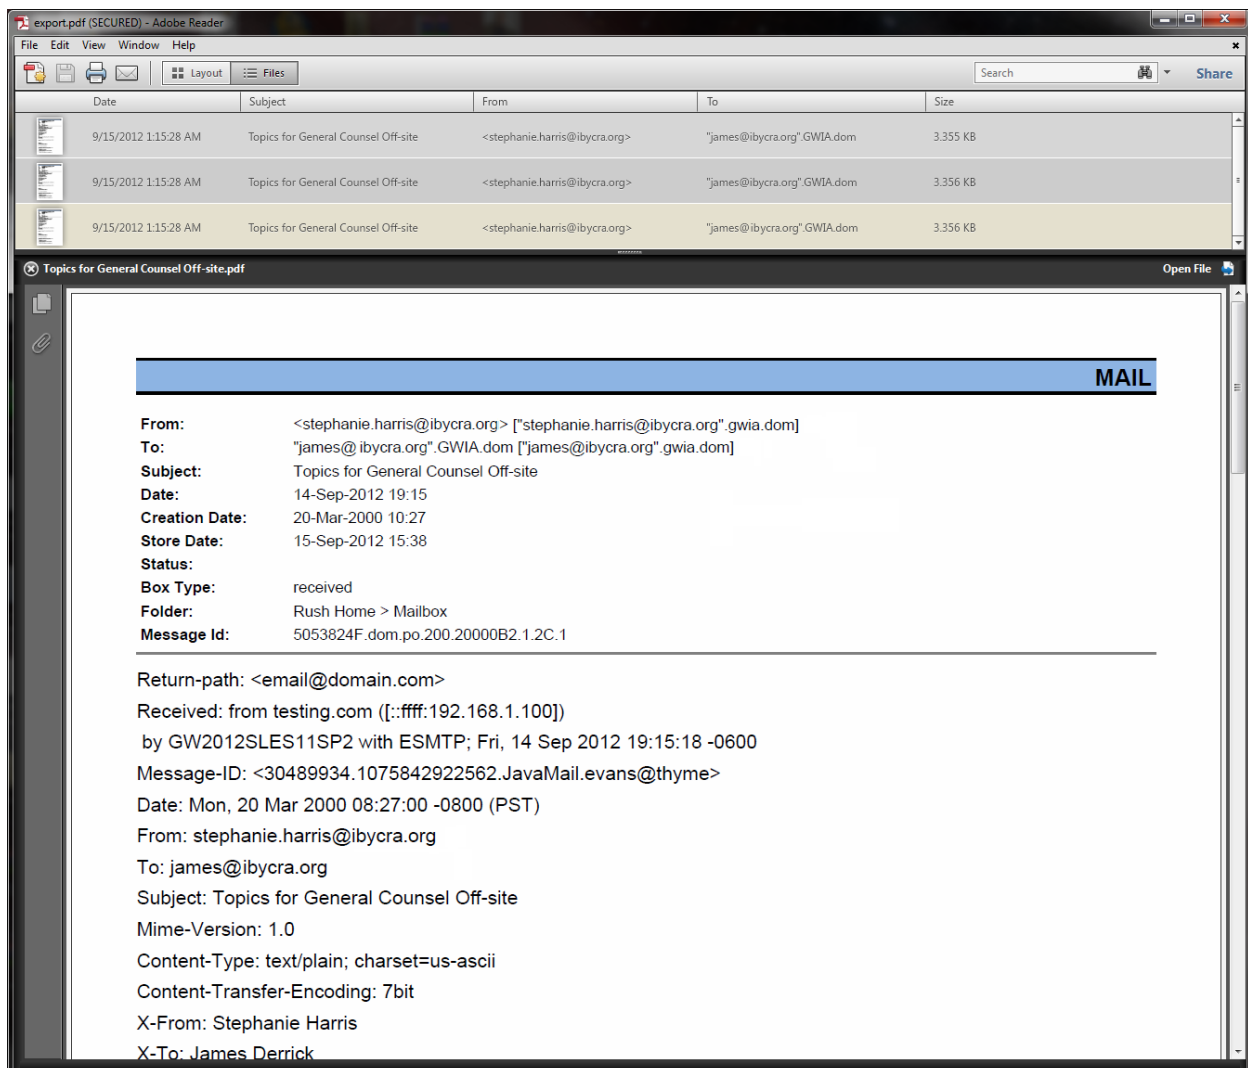 export.pdf (SECURED) - Adobe Reader
File Edit View Window Help
Layout Files Search Share
Date Subject From To Size
9/15/2012 1:15:28 AM Topics for General Counsel Off-site <stephanie.harris@ibycra.org> "james@ibycra.org".GWIA.dom 3.355 KB
9/15/2012 1:15:28 AM Topics for General Counsel Off-site <stephanie.harris@ibycra.org> "james@ibycra.org".GWIA.dom 3.356 KB
9/15/2012 1:15:28 AM Topics for General Counsel Off-site <stephanie.harris@ibycra.org> "james@ibycra.org".GWIA.dom 3.356 KB
Topics for General Counsel Off-site.pdf Open File
MAIL
From: <stephanie.harris@ibycra.org> ["stephanie.harris@ibycra.org".gwia.dom]
To: "james@ibycra.org".GWIA.dom ["james@ibycra.org".gwia.dom]
Subject: Topics for General Counsel Off-site
Date: 14-Sep-2012 19:15
Creation Date: 20-Mar-2000 10:27
Store Date: 15-Sep-2012 15:38
Status:
Box Type: received
Folder: Rush Home > Mailbox
Message Id: 5053824F.dom.po.200.20000B2.1.2C.1
Return-path: <email@domain.com>
Received: from testing.com ([::ffff:192.168.1.100])
by GW2012SLES11SP2 with ESMTP; Fri, 14 Sep 2012 19:15:18 -0600
Message-ID: <30489934.1075842922562.JavaMail.evans@thyme>
Date: Mon, 20 Mar 2000 08:27:00 -0800 (PST)
From: stephanie.harris@ibycra.org
To: james@ibycra.org
Subject: Topics for General Counsel Off-site
Mime-Version: 1.0
Content-Type: text/plain; charset=us-ascii
Content-Transfer-Encoding: 7bit
X-From: Stephanie Harris
X-To: James Derrick